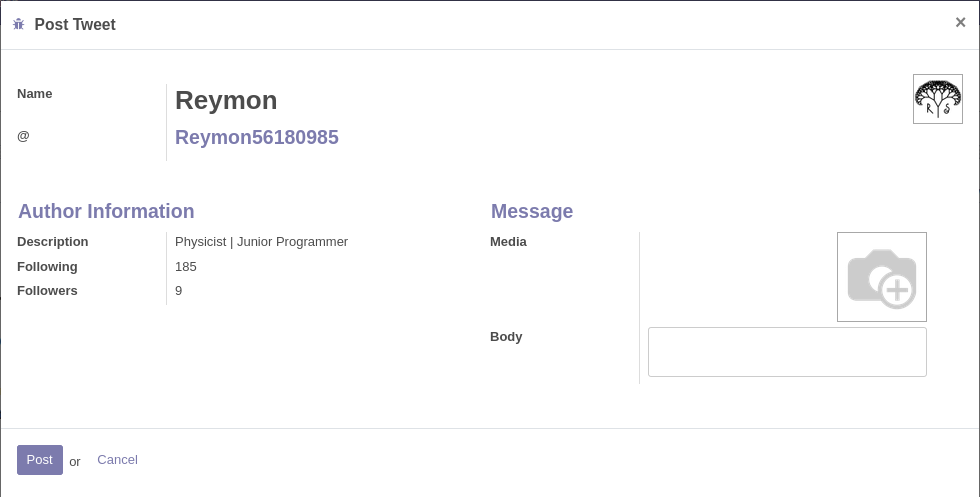 Post Tweet ×
Name Reymon
R S
@ Reymon56180985
Author Information
Description Physicist | Junior Programmer
Following 185
Followers 9
Message
Media
Body
Post or Cancel